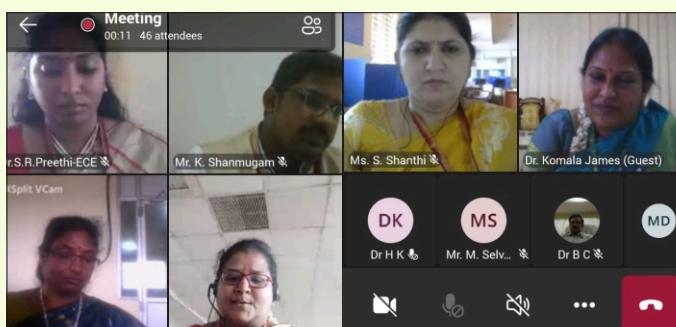 Meeting
00:11 46 attendees
r.S.R.Preethi-ECE
Mr. K. Shanmugam
Ms. S. Shanthi
Dr. Komala James (Guest)
XSplit VCam
DK
MS
MD
Dr H K
Mr. M. Selv...
Dr B C